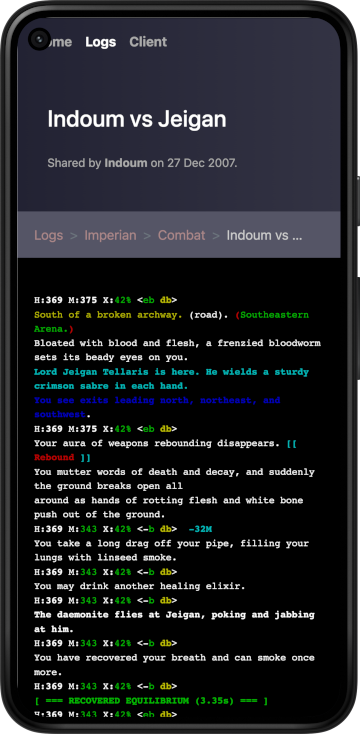 Home Logs Client
Indoum vs Jeigan
Shared by Indoum on 27 Dec 2007.
Logs > Imperian > Combat > Indoum vs ...
H:369 M:375 X:42% <eb db>
South of a broken archway. (road). (Southeastern
Arena.)
Bloated with blood and flesh, a frenzied bloodworm
sets its beady eyes on you.
Lord Jeigan Tellaris is here. He wields a sturdy
crimson sabre in each hand.
You see exits leading north, northeast, and
southwest.
H:369 M:375 X:42% <eb db>
Your aura of weapons rebounding disappears. [[
Rebound ]]
You mutter words of death and decay, and suddenly
the ground breaks open all
around as hands of rotting flesh and white bone
push out of the ground.
H:369 M:343 X:42% <-b db> -32M
You take a long drag off your pipe, filling your
lungs with linseed smoke.
H:369 M:343 X:42% <-b db>
You may drink another healing elixir.
H:369 M:343 X:42% <-b db>
The daemonite flies at Jeigan, poking and jabbing
at him.
H:369 M:343 X:42% <-b db>
You have recovered your breath and can smoke once
more.
H:369 M:343 X:42% <-b db>
[ === RECOVERED EQUILIBRIUM (3.35s) === ]
H:369 M:343 X:42% <eb db>